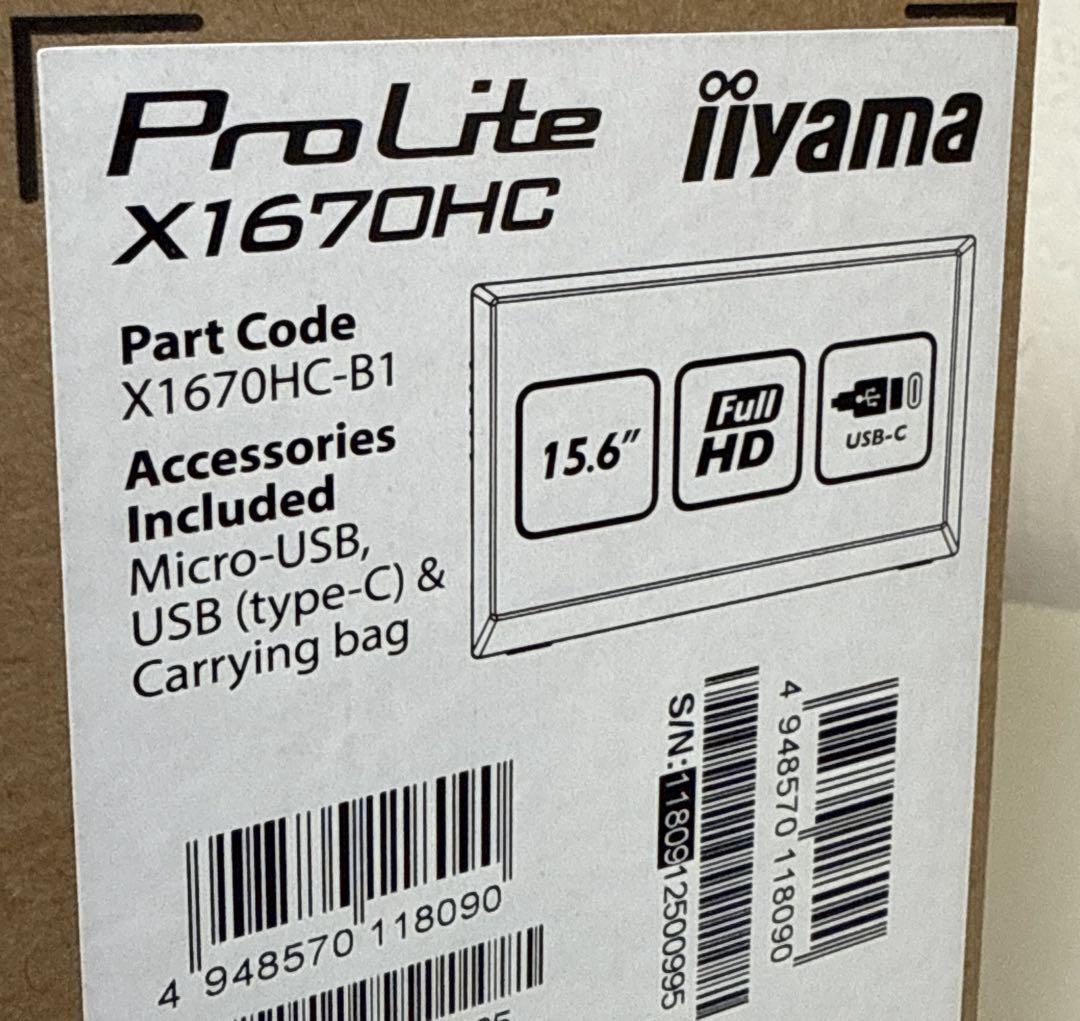 ProLite iiyama
X1670HC
Part Code
X1670HC-B1
Accessories
Included
Micro-USB,
USB (type-C) &
Carrying bag
15.6"
Full
HD
USB-C
4 948570 118090
S/N:1180912500995
4 948570 118090